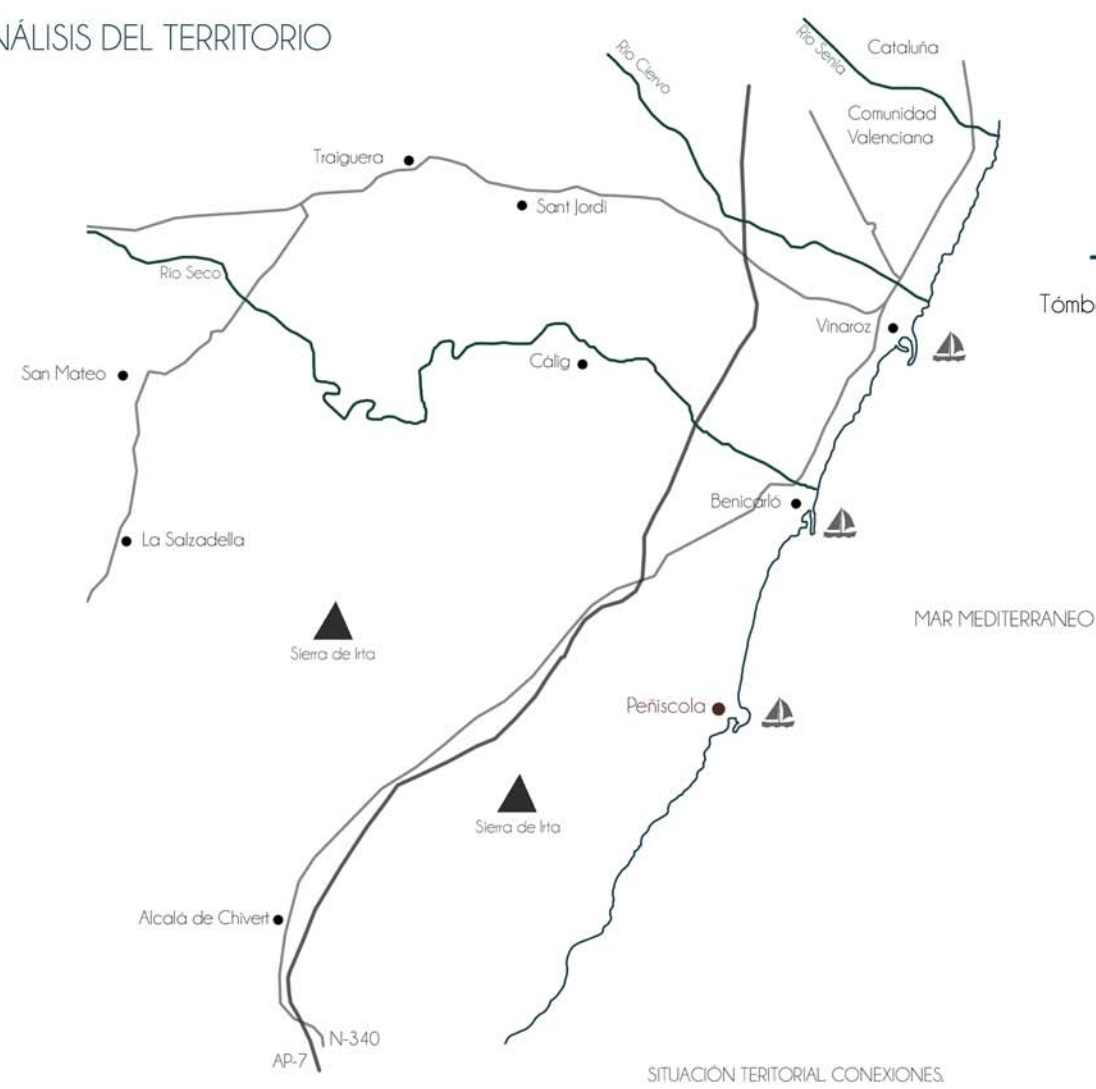 NÁLISIS DEL TERRITORIO
Río Ciervo
Río Senia
Cataluña
Comunidad
Valenciana
Traiguera
Sant Jordi
Río Seco
Tómb
Vinaroz
San Mateo
Cálig
Benicarló
La Salzadella
MAR MEDITERRANEO
Sierra de Irta
Peñiscola
Sierra de Irta
Alcalá de Chivert
N-340
AP-7
SITUACIÓN TERITORIAL CONEXIONES.